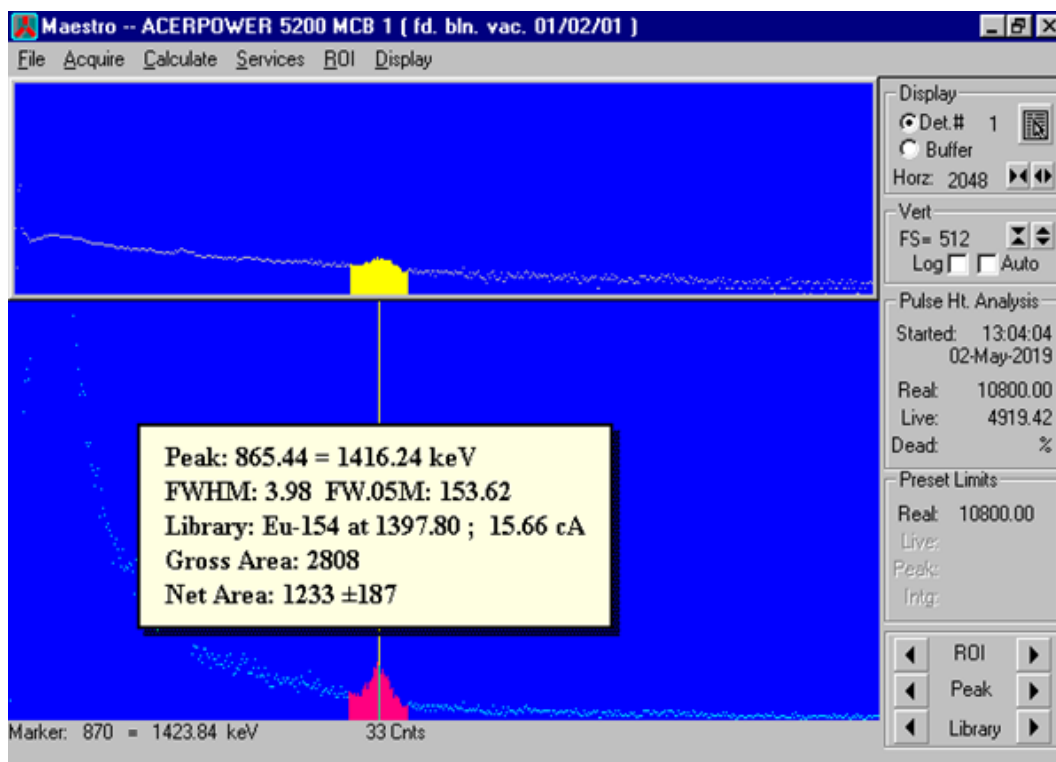 Maestro -- ACERPOWER 5200 MCB 1 ( fd. bln. vac. 01/02/01 )
File Acquire Calculate Services ROI Display
Display
Det.# 1
Buffer
Horz: 2048
Vert
FS= 512
Log Auto
Pulse Ht. Analysis
Started: 13:04:04
02-May-2019
Real: 10800.00
Live: 4919.42
Dead: %
Preset Limits
Real: 10800.00
Live:
Peak:
Intg:
ROI
Peak
Library
Peak: 865.44 = 1416.24 keV
FWHM: 3.98 FW.05M: 153.62
Library: Eu-154 at 1397.80 ; 15.66 cA
Gross Area: 2808
Net Area: 1233 ±187
Marker: 870 = 1423.84 keV 33 Cnts